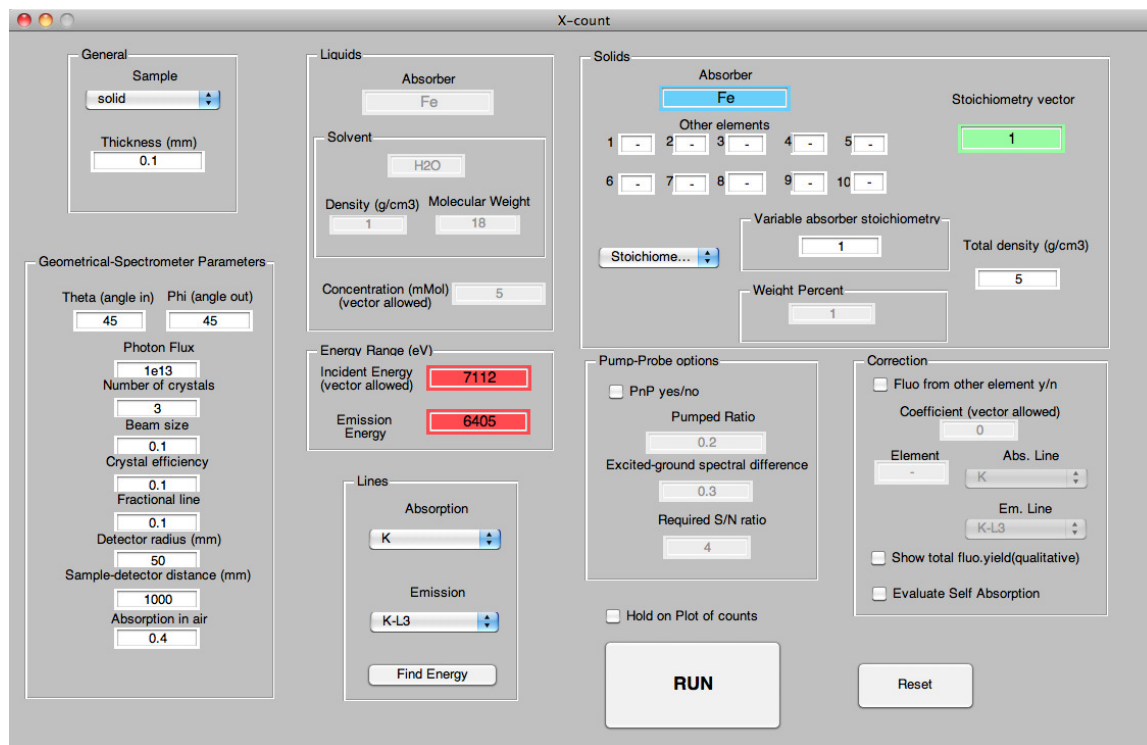 X-count
General
Sample
solid
Thickness (mm)
0.1
Geometrical-Spectrometer Parameters
Theta (angle in) Phi (angle out)
45 45
Photon Flux
1e13
Number of crystals
3
Beam size
0.1
Crystal efficiency
0.1
Fractional line
0.1
Detector radius (mm)
50
Sample-detector distance (mm)
1000
Absorption in air
0.4
Liquids
Absorber
Fe
Solvent
H2O
Density (g/cm3) Molecular Weight
1 18
Concentration (mMol)
(vector allowed)
5
Energy Range (eV)
Incident Energy
(vector allowed)
7112
Emission
Energy
6405
Lines
Absorption
K
Emission
K-L3
Find Energy
Solids
Absorber
Fe
Stoichiometry vector
1
Other elements
1 - 2 - 3 - 4 - 5 -
6 - 7 - 8 - 9 - 10 -
Stoichiome...
Variable absorber stoichiometry
1
Total density (g/cm3)
5
Weight Percent
1
Pump-Probe options
PnP yes/no
Pumped Ratio
0.2
Excited-ground spectral difference
0.3
Required S/N ratio
4
Correction
Fluo from other element y/n
Coefficient (vector allowed)
0
Element Abs. Line
- K
Em. Line
K-L3
Show total fluo.yield(qualitative)
Evaluate Self Absorption
Hold on Plot of counts
RUN
Reset